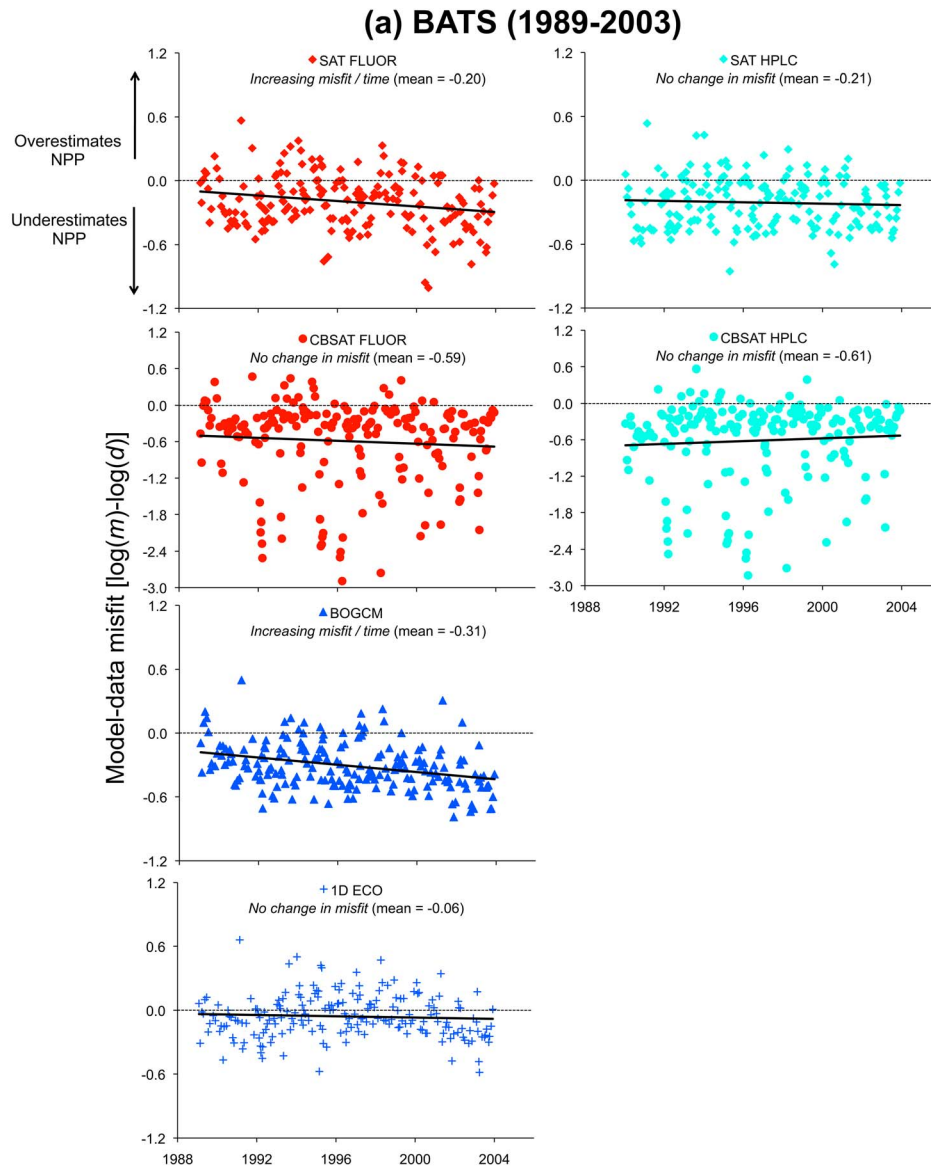 (a) BATS (1989-2003)
SAT FLUOR
Increasing misfit / time (mean = -0.20)
SAT HPLC
No change in misfit (mean = -0.21)
Overestimates
NPP
Underestimates
NPP
1.2
0.6
0.0
-0.6
-1.2
1.2
0.6
0.0
-0.6
-1.2
CBSAT FLUOR
No change in misfit (mean = -0.59)
CBSAT HPLC
No change in misfit (mean = -0.61)
1.2
0.6
0.0
-0.6
-1.2
-1.8
-2.4
-3.0
1.2
0.6
0.0
-0.6
-1.2
-1.8
-2.4
-3.0
1988 1992 1996 2000 2004
Model-data misfit [log(m)-log(d)]
BOGCM
Increasing misfit / time (mean = -0.31)
1.2
0.6
0.0
-0.6
-1.2
1D ECO
No change in misfit (mean = -0.06)
1.2
0.6
0.0
-0.6
-1.2
1988 1992 1996 2000 2004